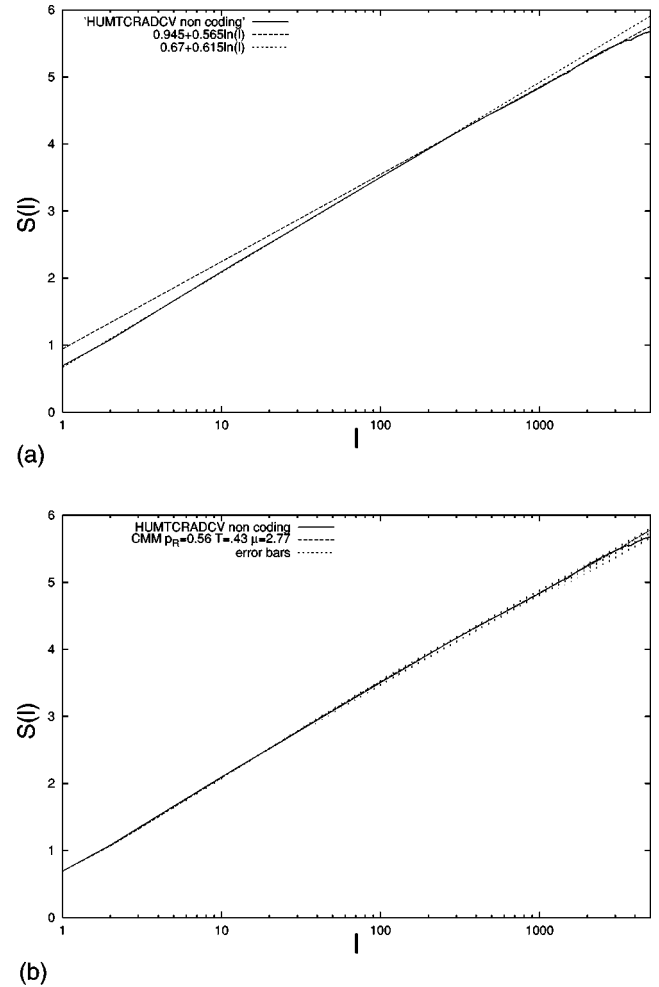 'HUMTCRADCV non coding'
0.945+0.565ln(l)
0.67+0.615ln(l)
6
5
4
3
2
1
0
S(l)
1
10
100
1000
l
(a)
HUMTCRADCV non coding
CMM pR=0.56 T=.43 μ=2.77
error bars
6
5
4
3
2
1
0
S(l)
1
10
100
1000
l
(b)